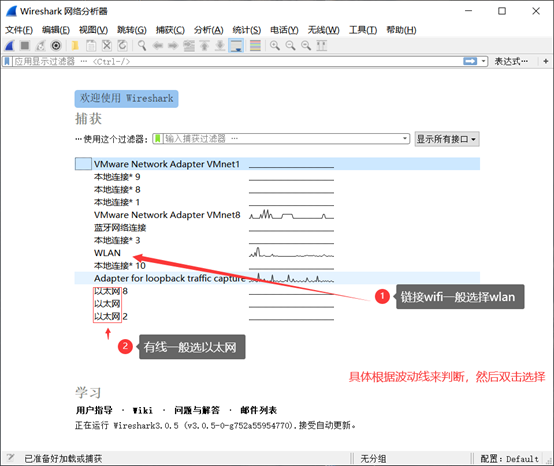 Wireshark 网络分析器
文件(F) 编辑(E) 视图(V) 跳转(G) 捕获(C) 分析(A) 统计(S) 电话(Y) 无线(W) 工具(T) 帮助(H)
应用显示过滤器 … <Ctrl-/> 表达式… +
欢迎使用 Wireshark
捕获
…使用这个过滤器: 输入捕获过滤器 … 显示所有接口
VMware Network Adapter VMnet1
本地连接* 9
本地连接* 8
本地连接* 1
VMware Network Adapter VMnet8
蓝牙网络连接
本地连接* 3
WLAN
本地连接* 10
Adapter for loopback traffic capture
以太网 8
以太网
以太网 2
1 链接wifi一般选择wlan
2 有线一般选以太网
具体根据波动线来判断，然后双击选择
学习
用户指导 · Wiki · 问题与解答 · 邮件列表
正在运行 Wireshark3.0.5 (v3.0.5-0-g752a55954770).接受自动更新。
已准备好加载或捕获 无分组 配置: Default